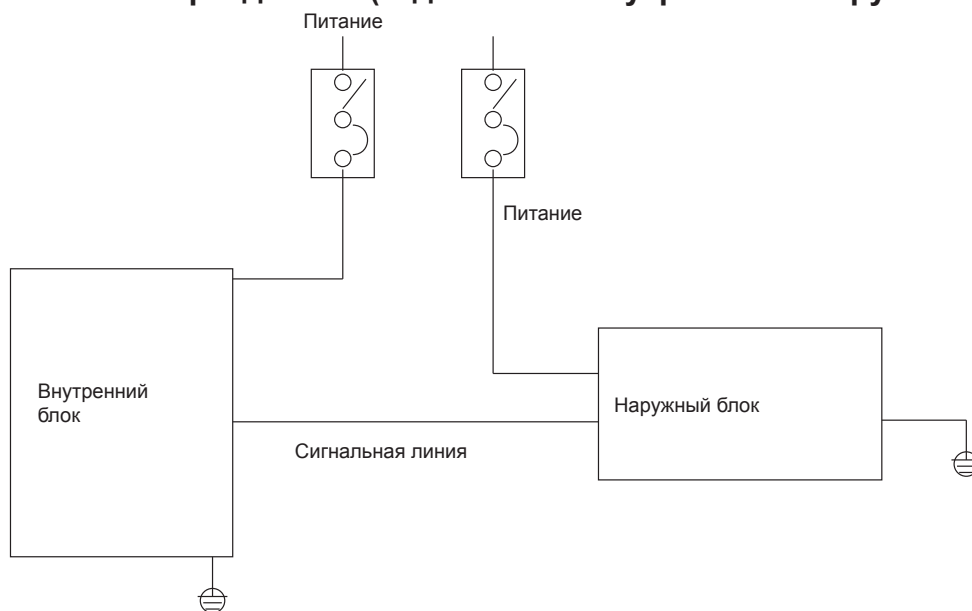 Питание
Питание
Внутренний
блок
Наружный блок
Сигнальная линия